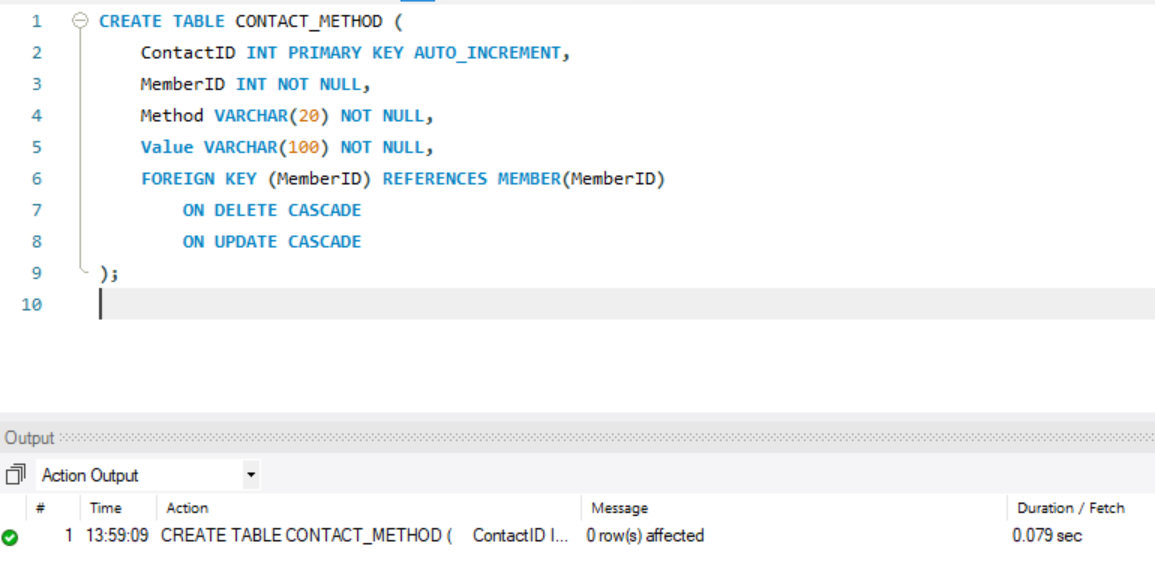 1 CREATE TABLE CONTACT_METHOD (
2 ContactID INT PRIMARY KEY AUTO_INCREMENT,
3 MemberID INT NOT NULL,
4 Method VARCHAR(20) NOT NULL,
5 Value VARCHAR(100) NOT NULL,
6 FOREIGN KEY (MemberID) REFERENCES MEMBER(MemberID)
7 ON DELETE CASCADE
8 ON UPDATE CASCADE
9 );
10
Output
Action Output
# Time Action Message Duration / Fetch
1 13:59:09 CREATE TABLE CONTACT_METHOD ( ContactID I... 0 row(s) affected 0.079 sec